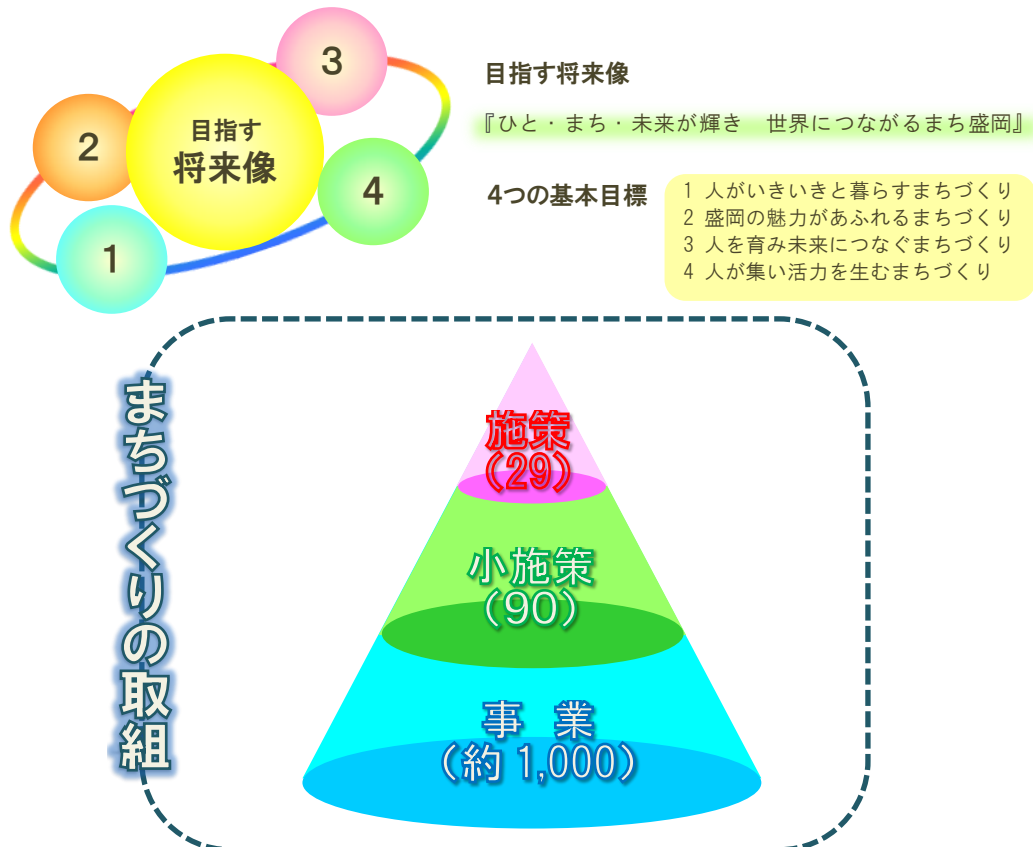 3
2
目指す
将来像
4
1
目指す将来像
『ひと・まち・未来が輝き　世界につながるまち盛岡』
4つの基本目標
1 人がいきいきと暮らすまちづくり
2 盛岡の魅力があふれるまちづくり
3 人を育み未来につなぐまちづくり
4 人が集い活力を生むまちづくり
まちづくりの取組
施策
（29）
小施策
（90）
事　業
（約 1,000）